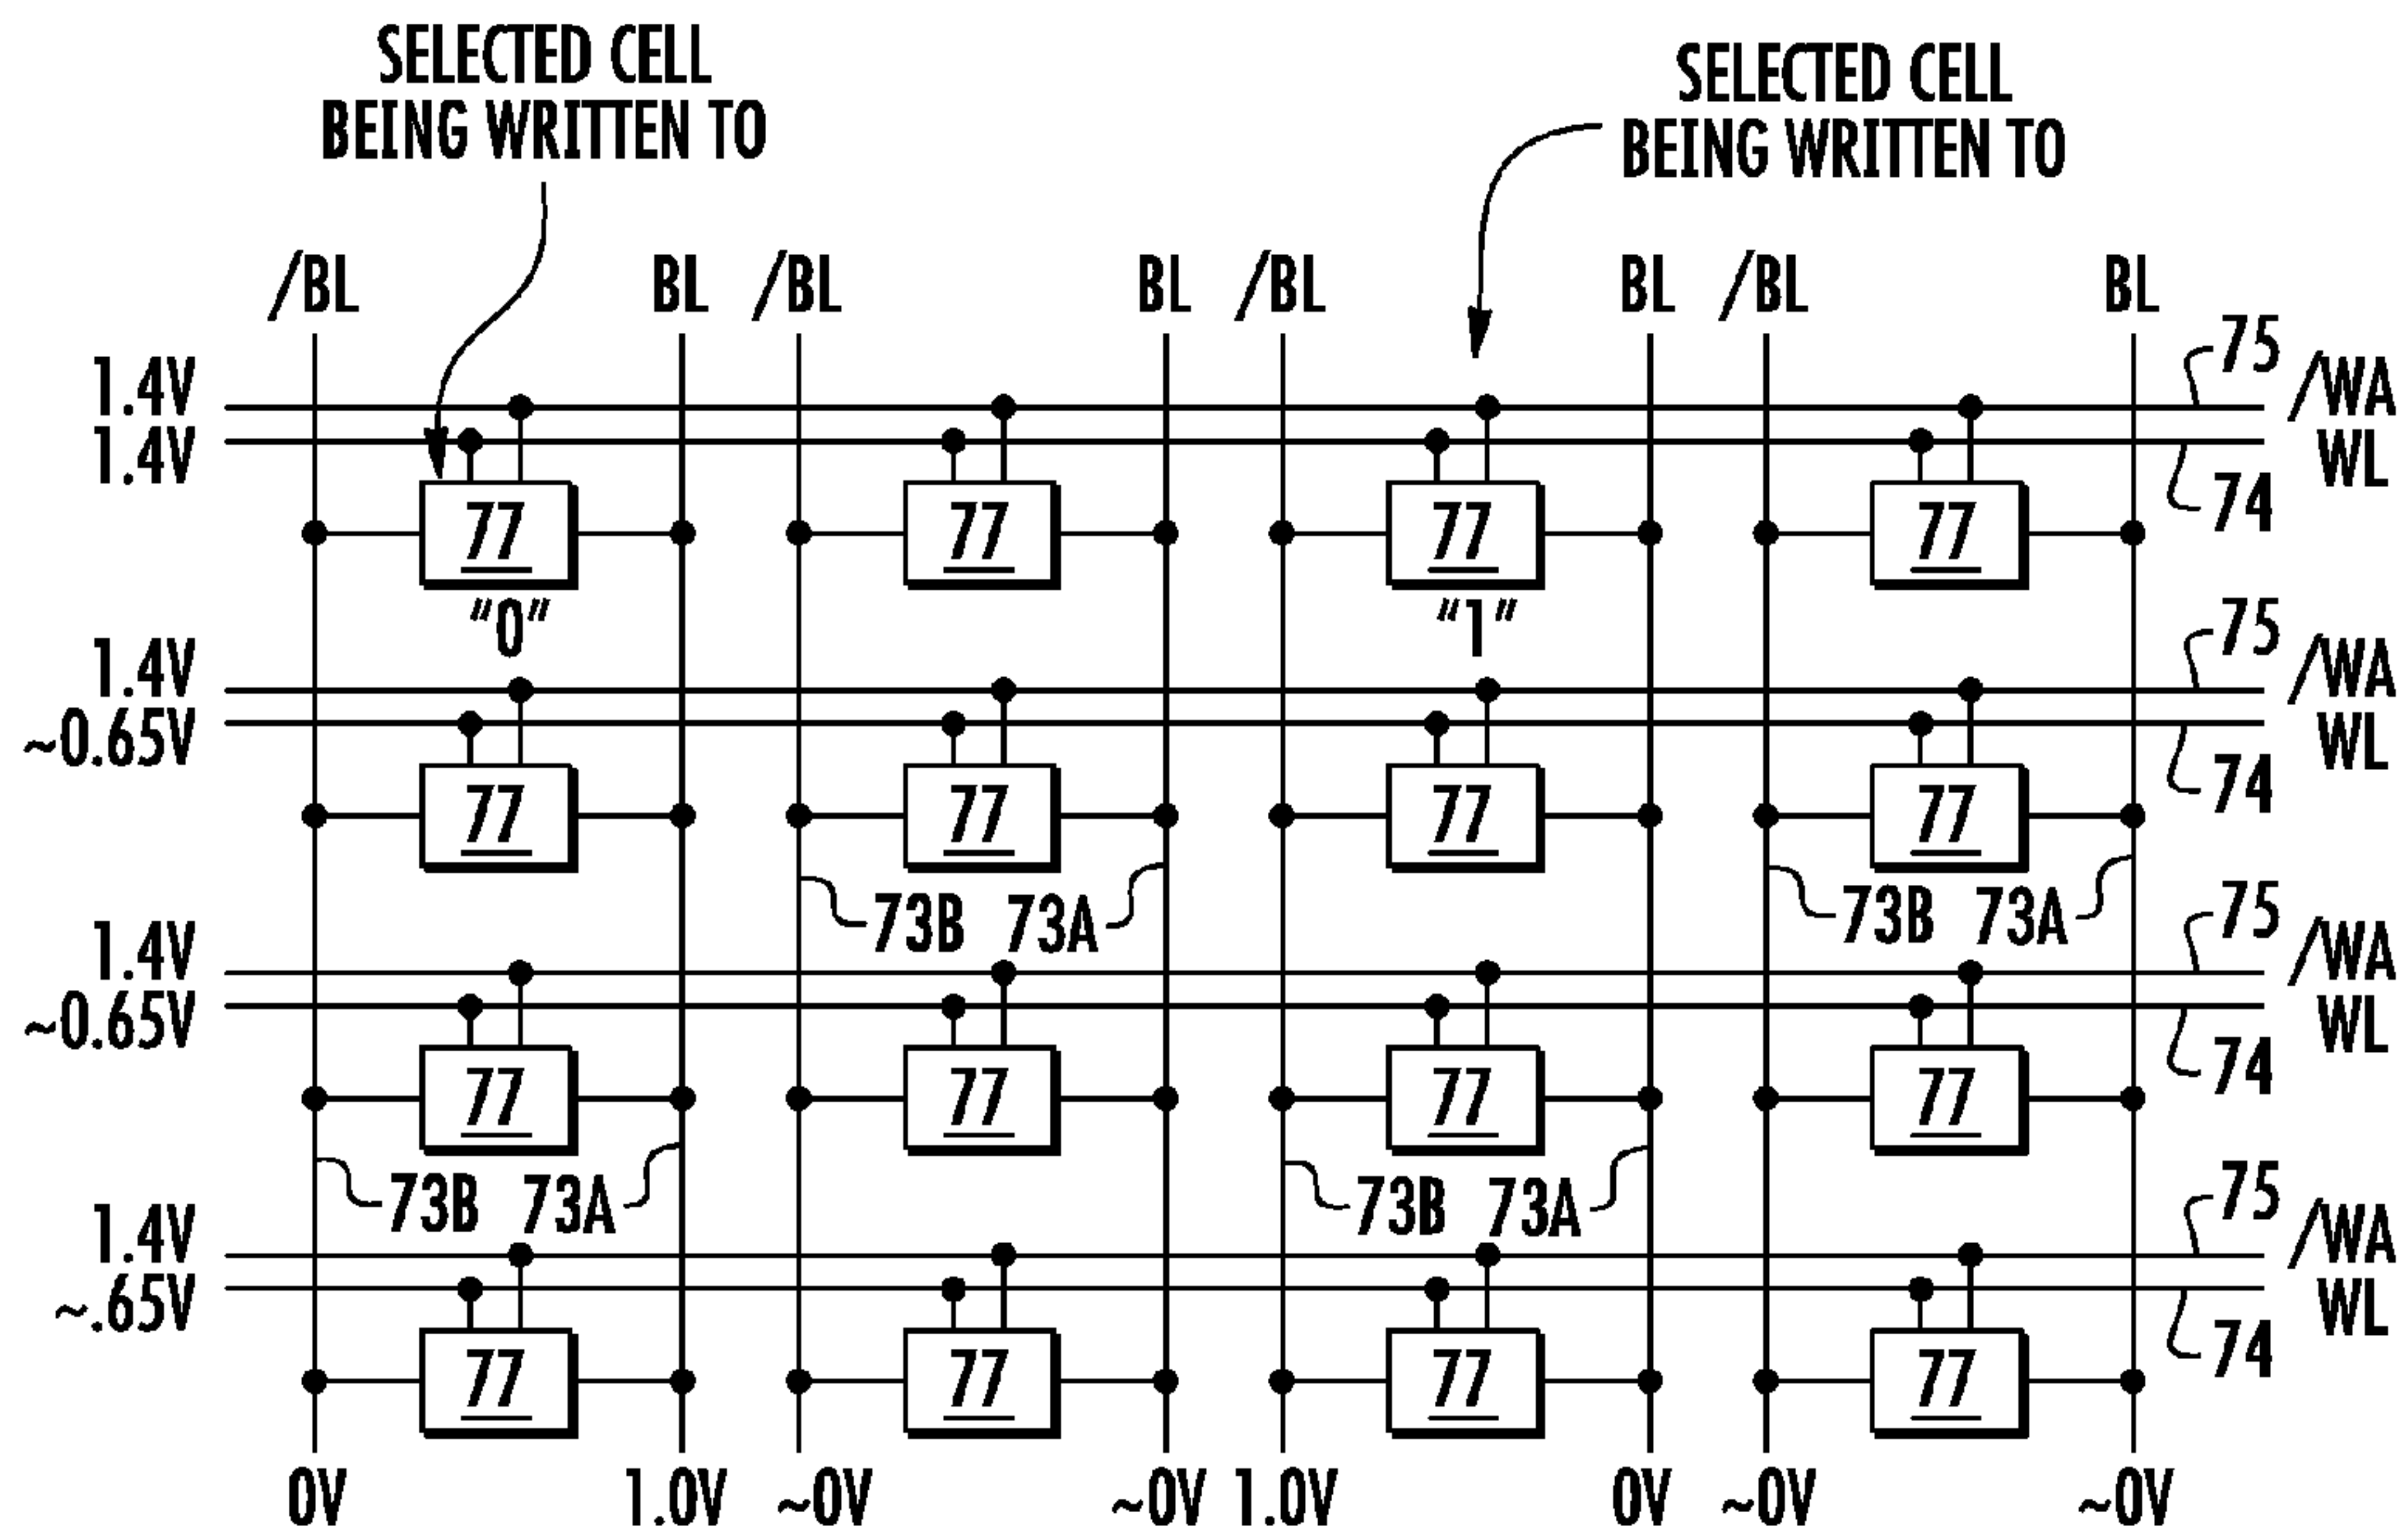 SELECTED CELL
BEING WRITTEN TO
SELECTED CELL
BEING WRITTEN TO
/BL BL /BL BL /BL BL /BL BL
75
1.4V /WA
1.4V WL
77 77 77 77 74
"0" "1"
75
1.4V /WA
~0.65V WL
77 77 77 77 74
73B 73A 73B 73A
75
1.4V /WA
~0.65V WL
77 77 77 77 74
73B 73A 73B 73A
75
1.4V /WA
~.65V WL
77 77 77 77 74
0V 1.0V ~0V ~0V 1.0V 0V ~0V ~0V